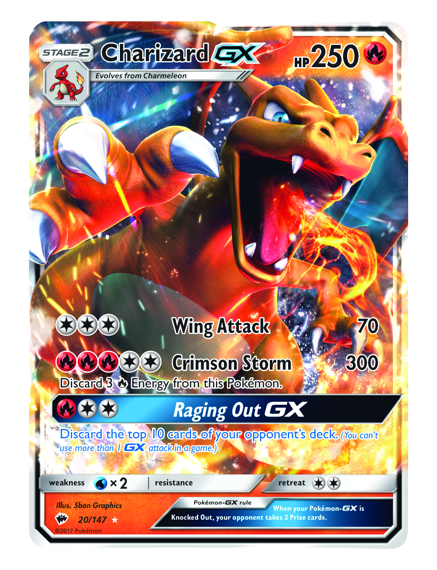 STAGE2 Charizard GX HP250
Evolves from Charmeleon
Wing Attack 70
Crimson Storm 300
Discard 3 Energy from this Pokémon.
Raging Out GX
Discard the top 10 cards of your opponent's deck. (You can't
use more than 1 GX attack in a game.)
weakness ×2 resistance retreat
Illus. 5ban Graphics
20/147
©2017 Pokémon
Pokémon-GX rule
When your Pokémon-GX is
Knocked Out, your opponent takes 2 Prize cards.